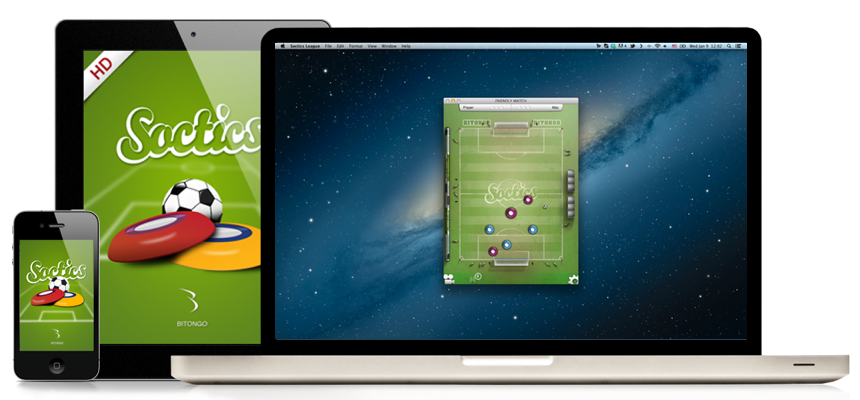 HD
Soctics
BITONGO
Soctics
BITONGO
Soctics League File Edit Format View Window Help
Wed Jan 9 12:02
FRIENDLY MATCH
Player
Mac
BITONGO
BITONGO
Soctics